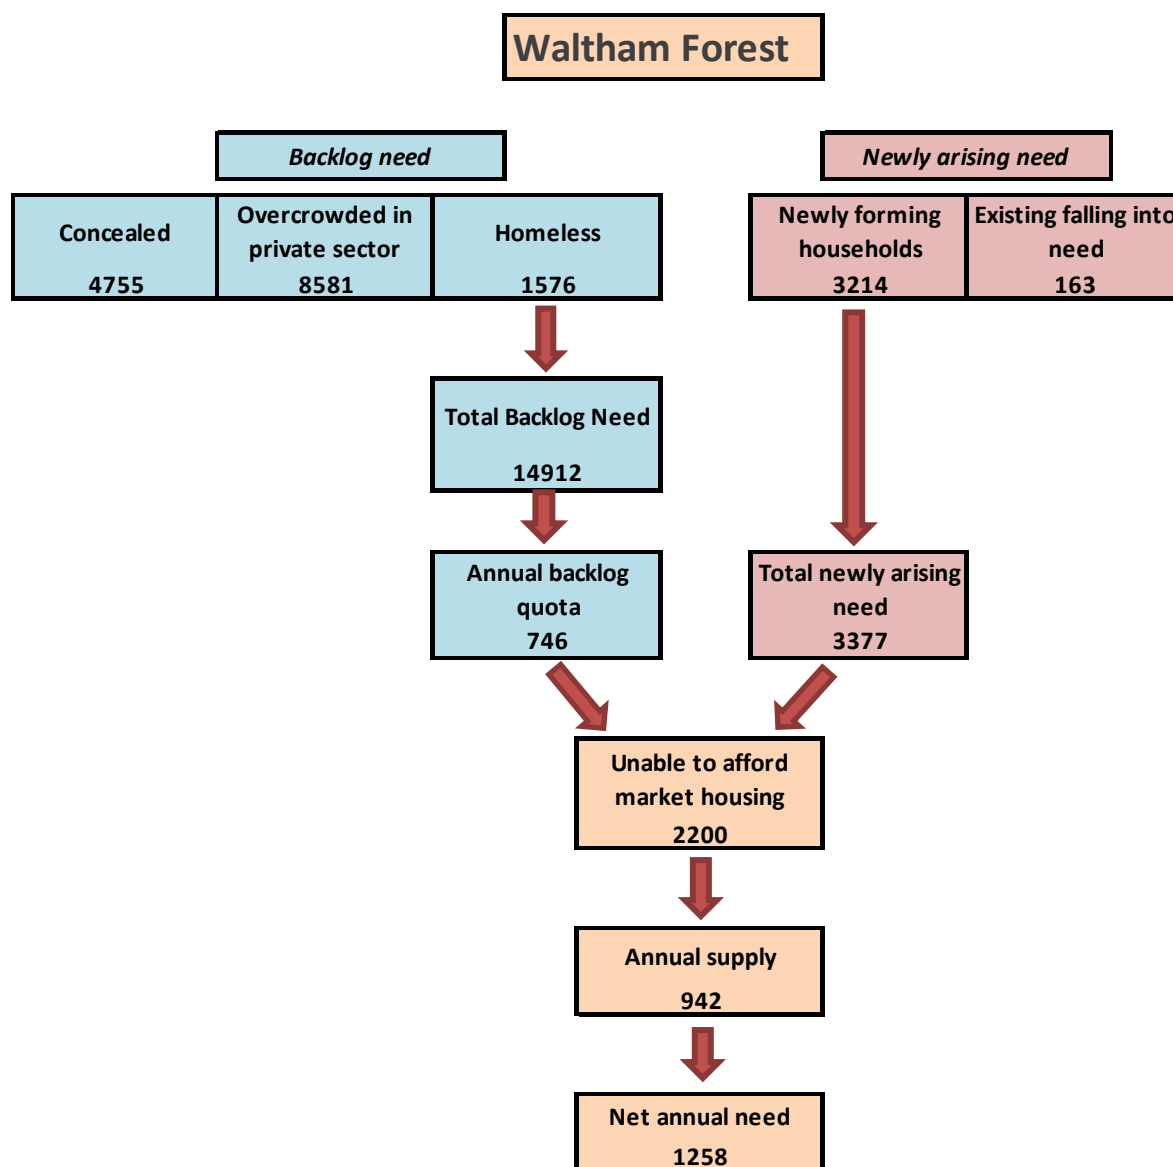 Waltham Forest
Backlog need
Newly arising need
Concealed
4755
Overcrowded in
private sector
8581
Homeless
1576
Newly forming
households
3214
Existing falling into
need
163
Total Backlog Need
14912
Annual backlog
quota
746
Total newly arising
need
3377
Unable to afford
market housing
2200
Annual supply
942
Net annual need
1258